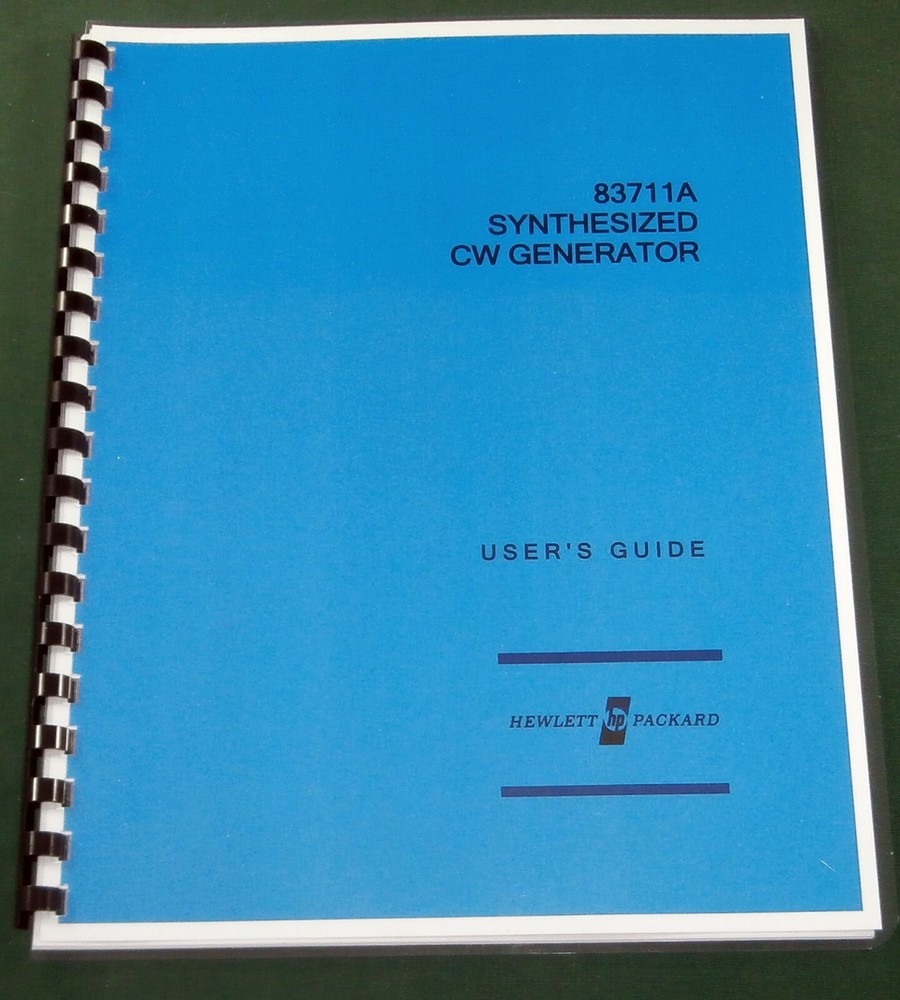 83711A
SYNTHESIZED
CW GENERATOR
USER'S GUIDE
HEWLETT hp PACKARD